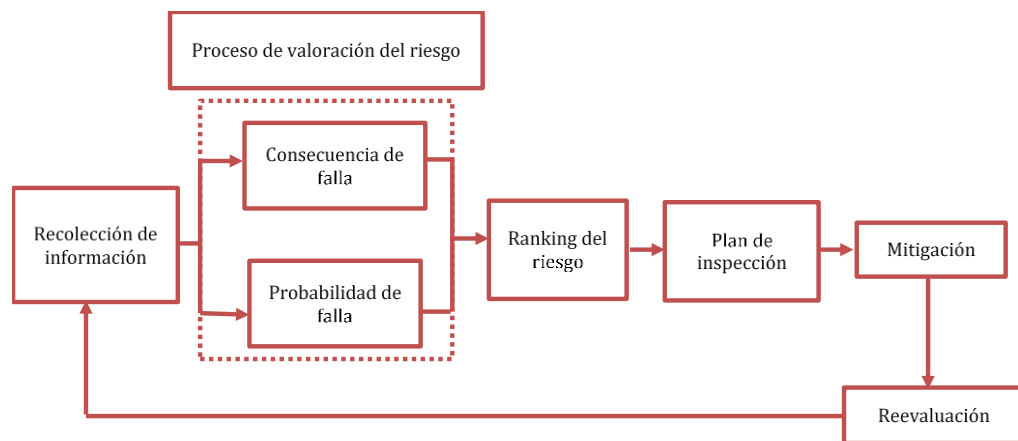 Proceso de valoración del riesgo
Consecuencia de
falla
Recolección de
información
Probabilidad de
falla
Ranking del
riesgo
Plan de
inspección
Mitigación
Reevaluación